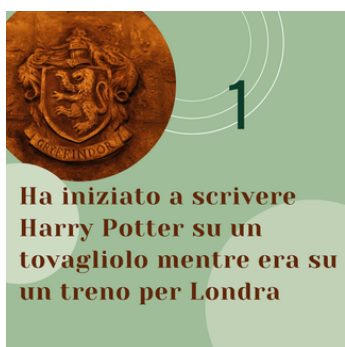 GRYFFINDOR
1
Ha iniziato a scrivere
Harry Potter su un
tovagliolo mentre era su
un treno per Londra